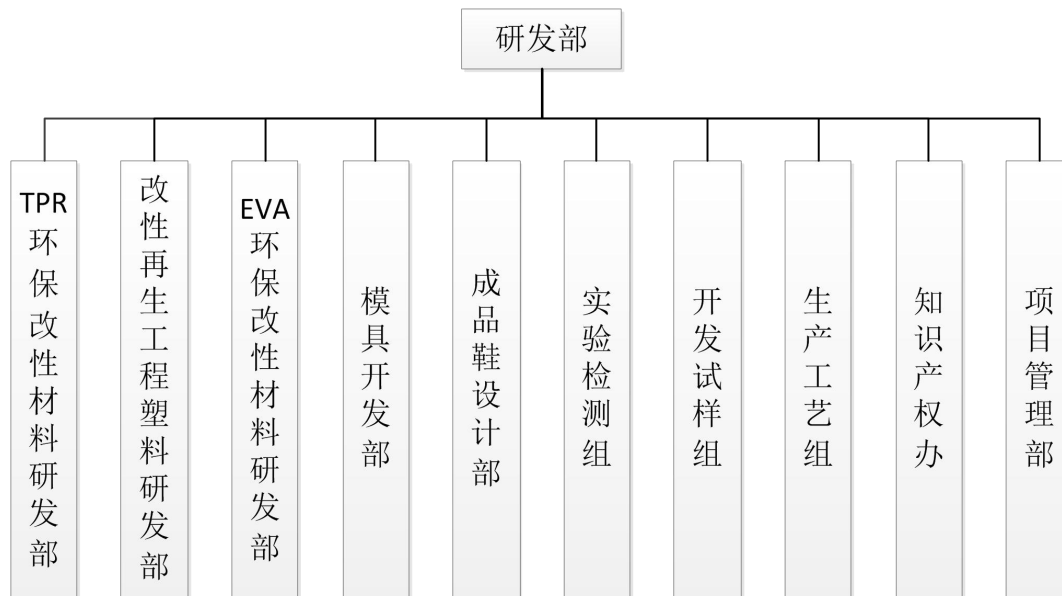 研发部
TPR环保改性材料研发部
改性再生工程塑料研发部
EVA环保改性材料研发部
模具开发部
成品鞋设计部
实验检测组
开发试样组
生产工艺组
知识产权办
项目管理部